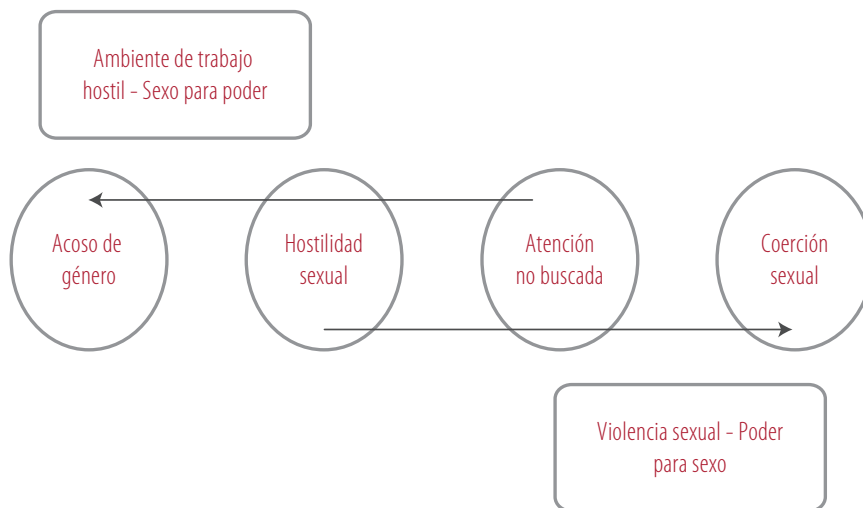 Ambiente de trabajo
hostil - Sexo para poder
Acoso de
género
Hostilidad
sexual
Atención
no buscada
Coerción
sexual
Violencia sexual - Poder
para sexo